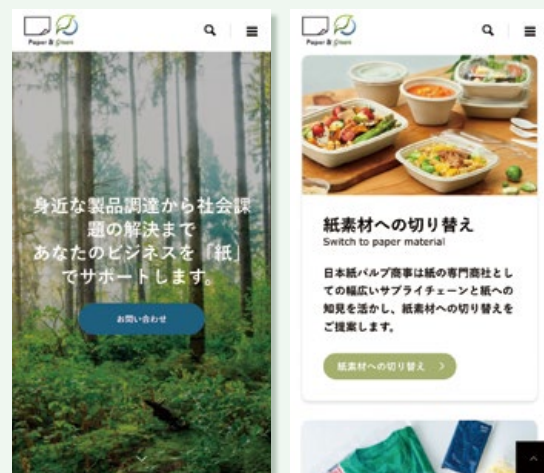 Paper & Green
身近な製品調達から社会課
題の解決まで
あなたのビジネスを「紙」
でサポートします。
お問い合わせ
Paper & Green
紙素材への切り替え
Switch to paper material
日本紙パルプ商事は紙の専門商社とし
ての幅広いサプライチェーンと紙への
知見を活かし、紙素材への切り替えを
ご提案します。
紙素材への切り替え